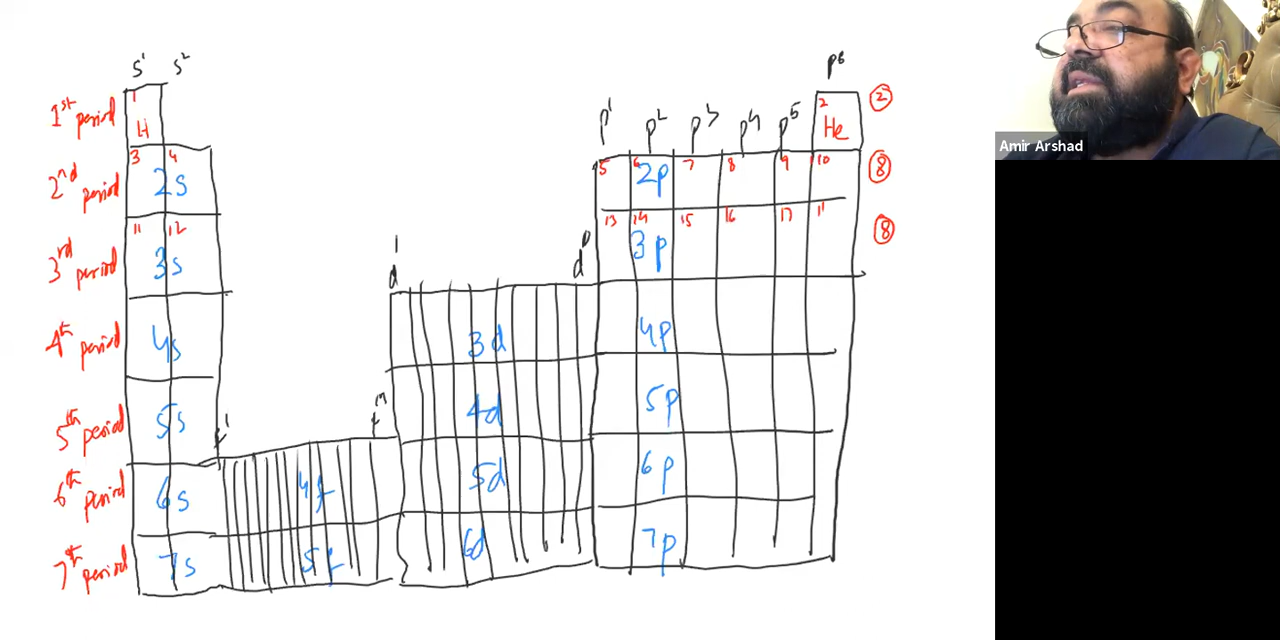 s¹ s² p⁶
1st period 1 H p¹ p² p³ p⁴ p⁵ 2 He 2
2nd period 3 4 2s 5 6 2p 7 8 9 10 8
3rd period 11 12 3s 13 14 3p 15 16 17 8
d¹ d
4th period 4s 3d 4p
5th period 5s 4d 5p
f¹
6th period 6s 4f 5d 6p
7th period 7s 5f 6d 7p
Amir Arshad